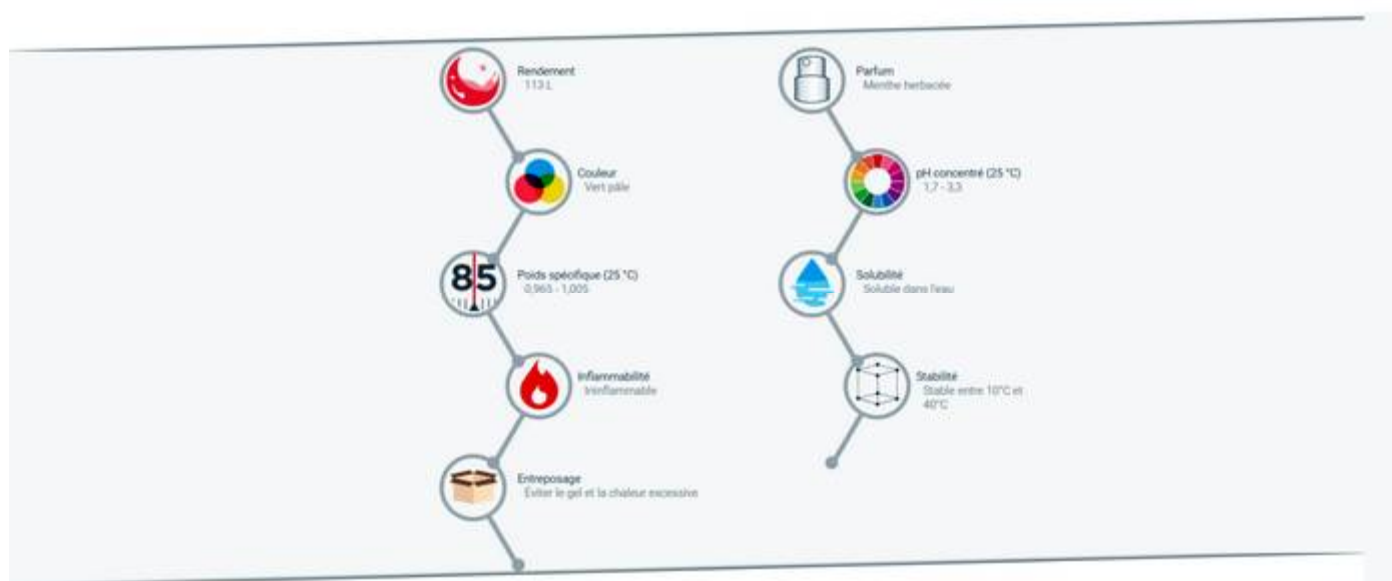 Rendement
113 L
Couleur
Vert pâle
85
Poids spécifique (25 °C)
0,965 - 1,005
Inflammabilité
Ininflammable
Entreposage
Éviter le gel et la chaleur excessive
Parfum
Menthe herbacée
pH concentré (25 °C)
1,7 - 3,3
Solubilité
Soluble dans l'eau
Stabilité
Stable entre 10°C et
40°C